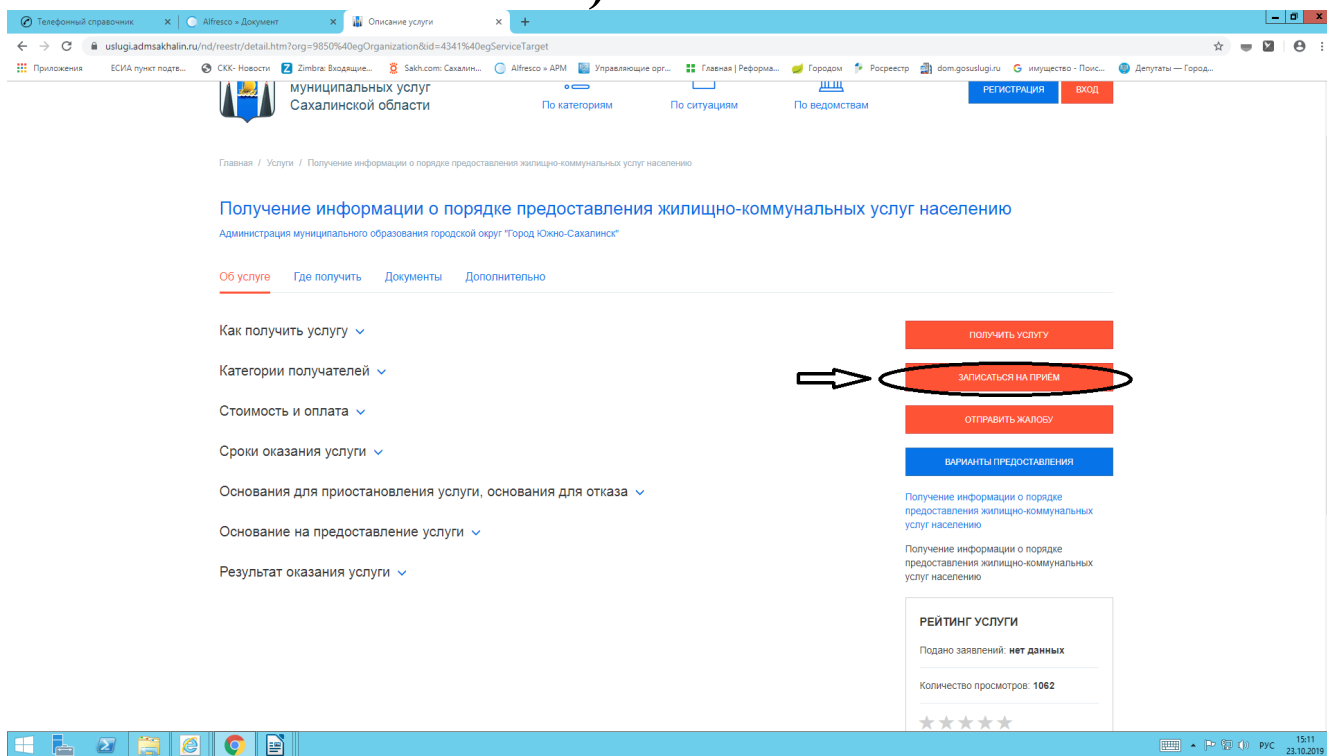 )
Телефонный справочник
Alfresco » Документ
Описание услуги
uslugi.admsakhalin.ru/nd/reestr/detail.htm?org=9850%40egOrganization&id=4341%40egServiceTarget
Приложения
ЕСИА пункт подтв...
СКК- Новости
Zimbra: Входящие...
Sakh.com: Сахалин...
Alfresco » АРМ
Управляющие орг...
Главная | Реформа...
Городом
Росреестр
dom.gosuslugi.ru
имущество - Поис...
Депутаты — Город...
муниципальных услуг
Сахалинской области
По категориям
По ситуациям
По ведомствам
РЕГИСТРАЦИЯ
ВХОД
Главная / Услуги / Получение информации о порядке предоставления жилищно-коммунальных услуг населению
Получение информации о порядке предоставления жилищно-коммунальных услуг населению
Администрация муниципального образования городской округ "Город Южно-Сахалинск"
Об услуге
Где получить
Документы
Дополнительно
Как получить услугу
Категории получателей
Стоимость и оплата
Сроки оказания услуги
Основания для приостановления услуги, основания для отказа
Основание на предоставление услуги
Результат оказания услуги
ПОЛУЧИТЬ УСЛУГУ
ЗАПИСАТЬСЯ НА ПРИЁМ
ОТПРАВИТЬ ЖАЛОБУ
ВАРИАНТЫ ПРЕДОСТАВЛЕНИЯ
Получение информации о порядке
предоставления жилищно-коммунальных
услуг населению
Получение информации о порядке
предоставления жилищно-коммунальных
услуг населению
РЕЙТИНГ УСЛУГИ
Подано заявлений: нет данных
Количество просмотров: 1062
РУС
15:11
23.10.2019